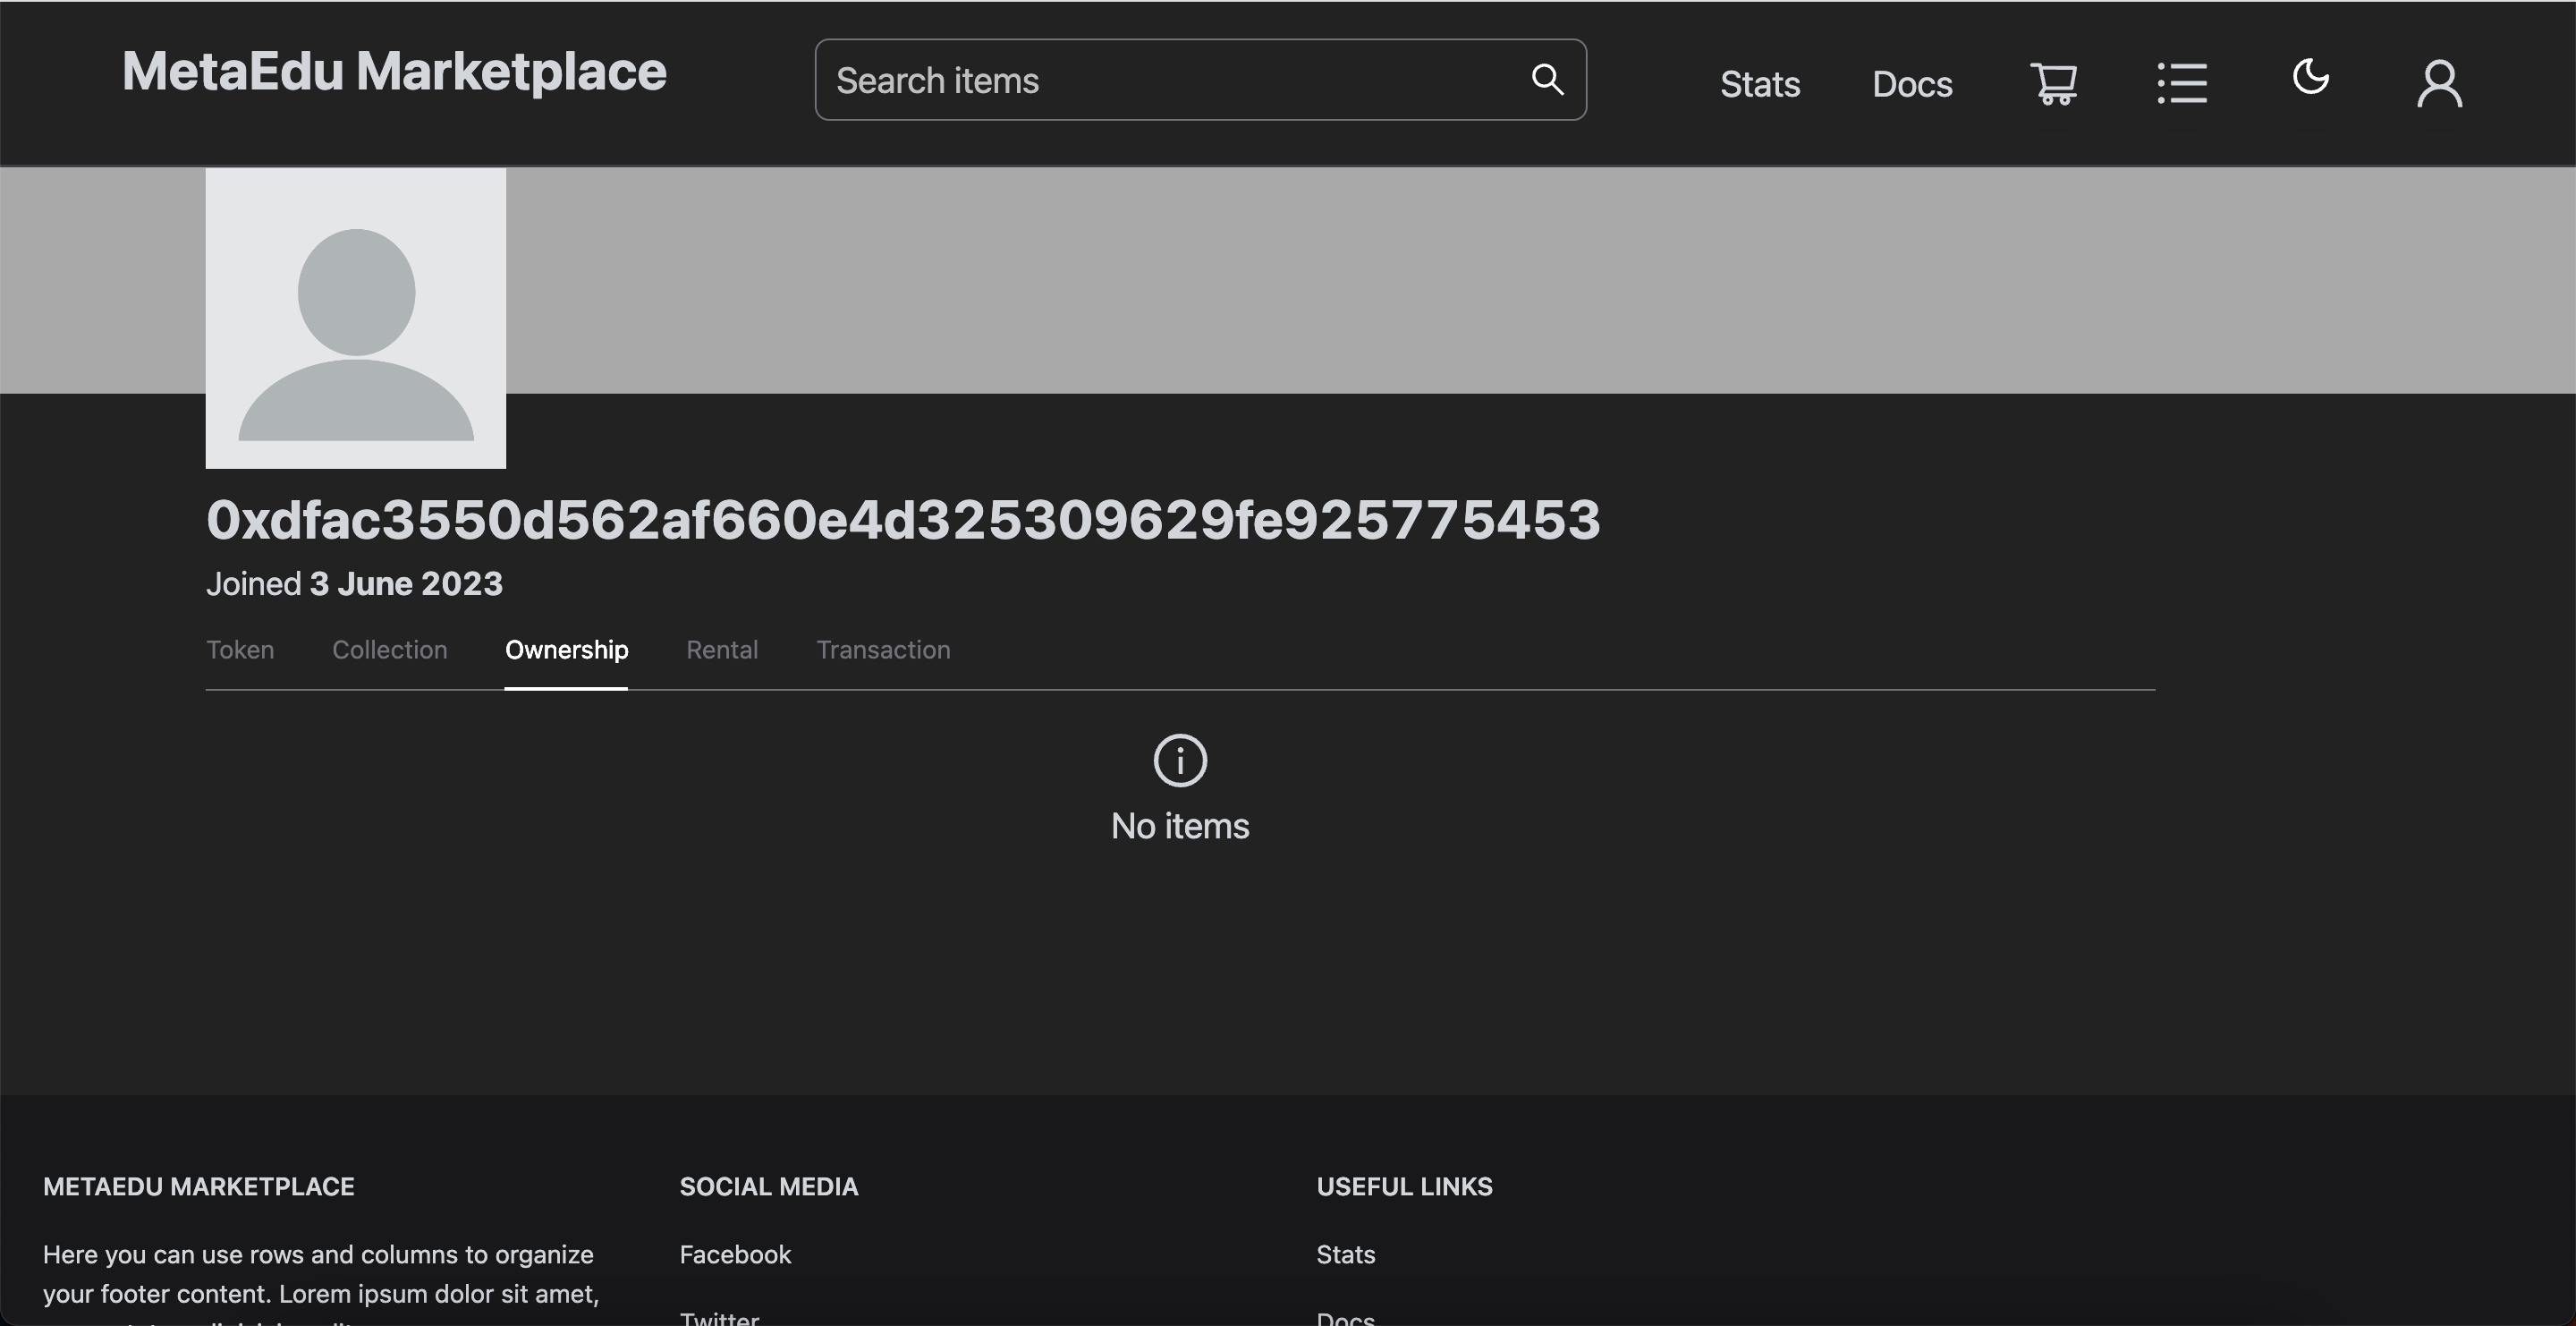 MetaEdu Marketplace
Search items
Stats
Docs
0xdfac3550d562af660e4d325309629fe925775453
Joined 3 June 2023
Token Collection Ownership Rental Transaction
No items
METAEDU MARKETPLACE
Here you can use rows and columns to organize
your footer content. Lorem ipsum dolor sit amet,
SOCIAL MEDIA
Facebook
Twitter
USEFUL LINKS
Stats
Docs